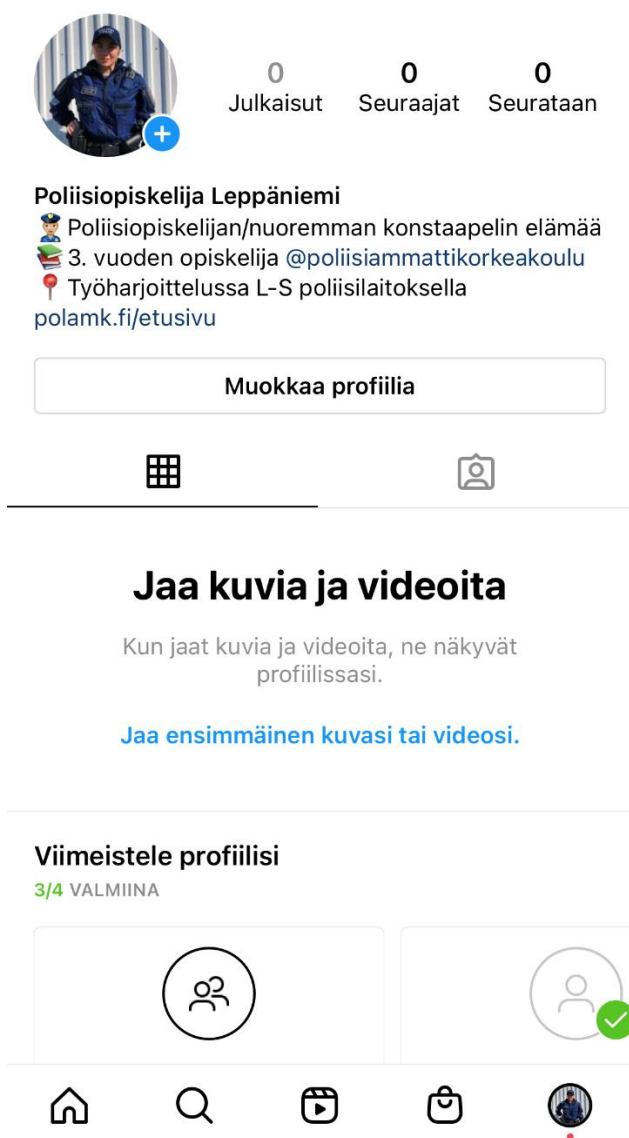 0 0 0
Julkaisut Seuraajat Seurataan
Poliisiopiskelija Leppäniemi
Poliisiopiskelijan/nuoremman konstaapelin elämää
3. vuoden opiskelija @poliisiammattikorkeakoulu
Työharjoittelussa L-S poliisilaitoksella
polamk.fi/etusivu
Muokkaa profiilia
Jaa kuvia ja videoita
Kun jaat kuvia ja videoita, ne näkyvät
profiilissasi.
Jaa ensimmäinen kuvasi tai videosi.
Viimeistele profiilisi
3/4 VALMIINA